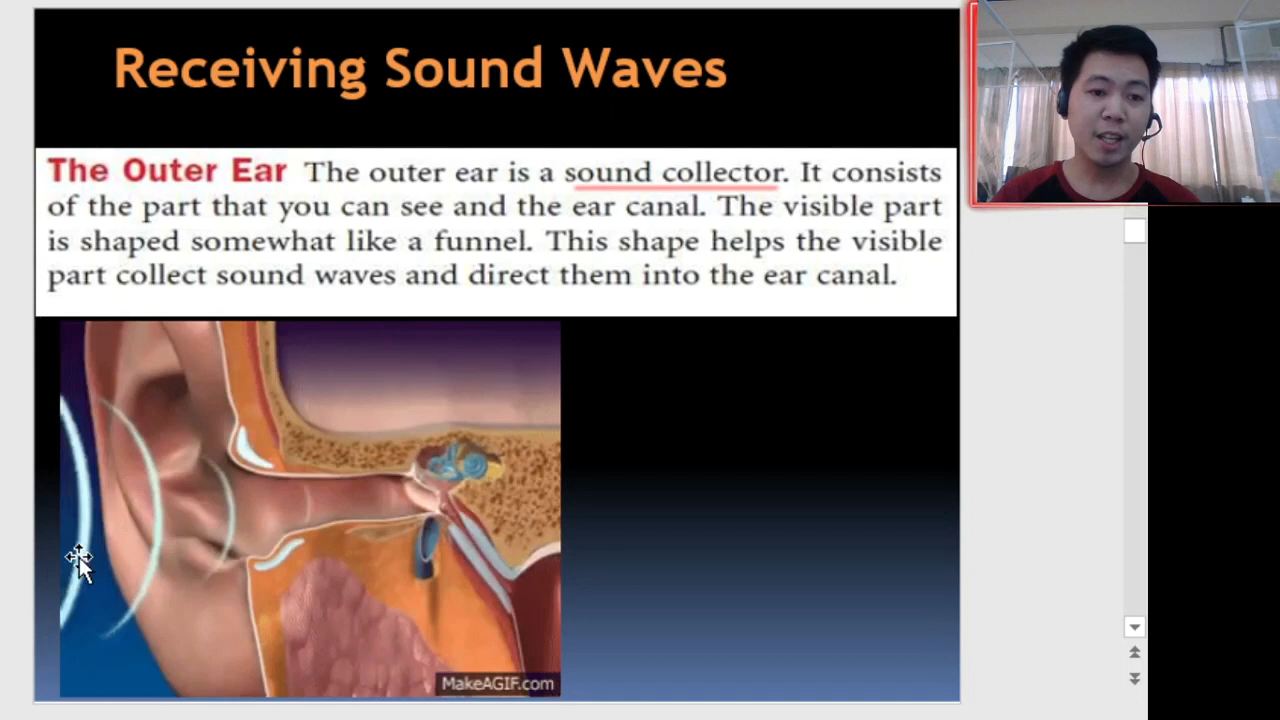 Receiving Sound Waves
The Outer Ear The outer ear is a sound collector. It consists
of the part that you can see and the ear canal. The visible part
is shaped somewhat like a funnel. This shape helps the visible
part collect sound waves and direct them into the ear canal.
MakeAGIF.com